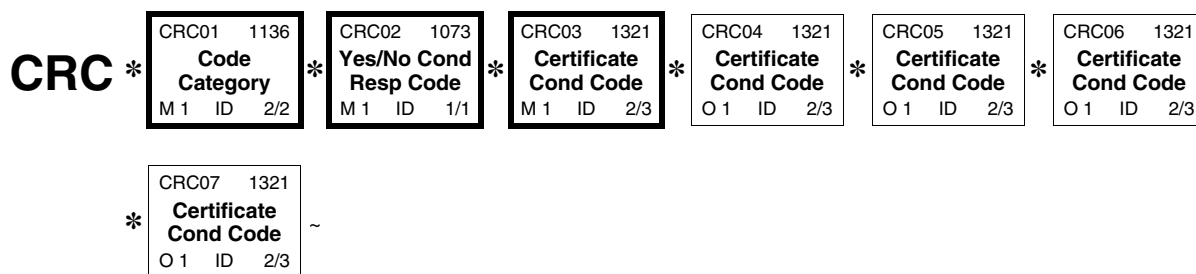 CRC * CRC01 1136 * CRC02 1073 * CRC03 1321 * CRC04 1321 * CRC05 1321 * CRC06 1321
Code Yes/No Cond Certificate Certificate Certificate Certificate
Category Resp Code Cond Code Cond Code Cond Code Cond Code
M 1 ID 2/2 M 1 ID 1/1 M 1 ID 2/3 O 1 ID 2/3 O 1 ID 2/3 O 1 ID 2/3
* CRC07 1321 ~
Certificate
Cond Code
O 1 ID 2/3